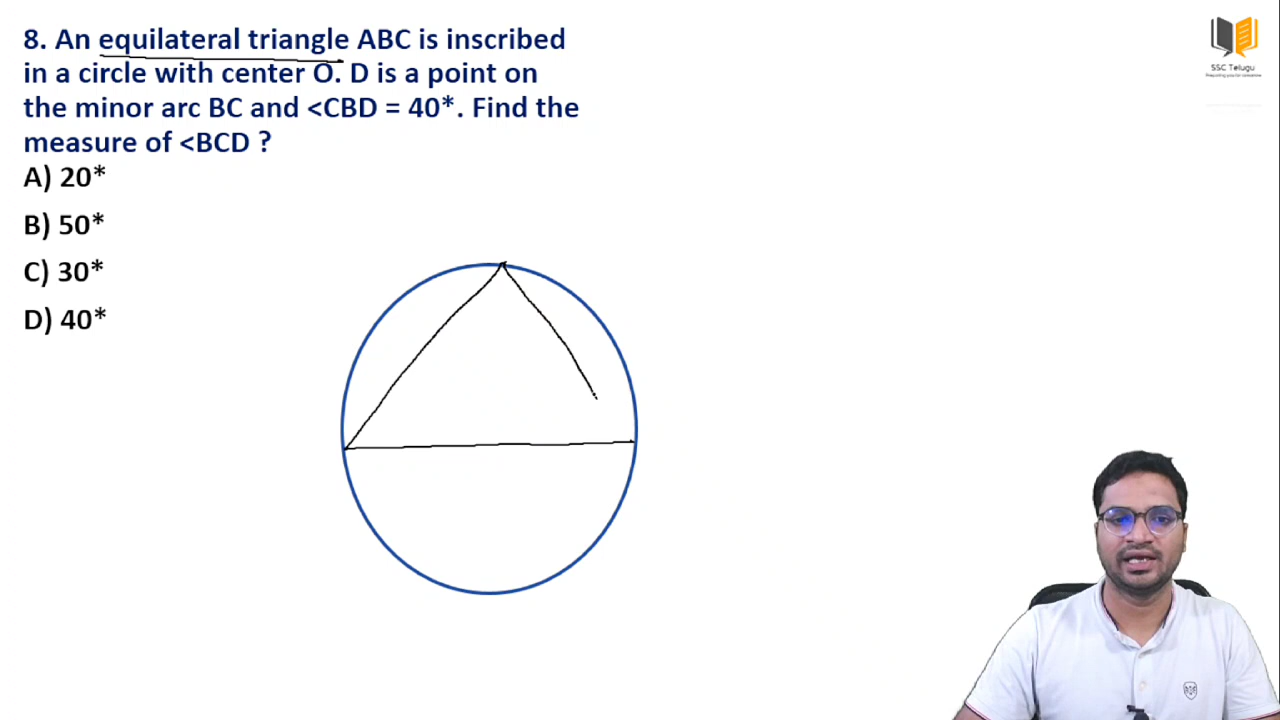 8. An equilateral triangle ABC is inscribed
in a circle with center O. D is a point on
the minor arc BC and <CBD = 40*. Find the
measure of <BCD ?
A) 20*
B) 50*
C) 30*
D) 40*
SSC Telugu